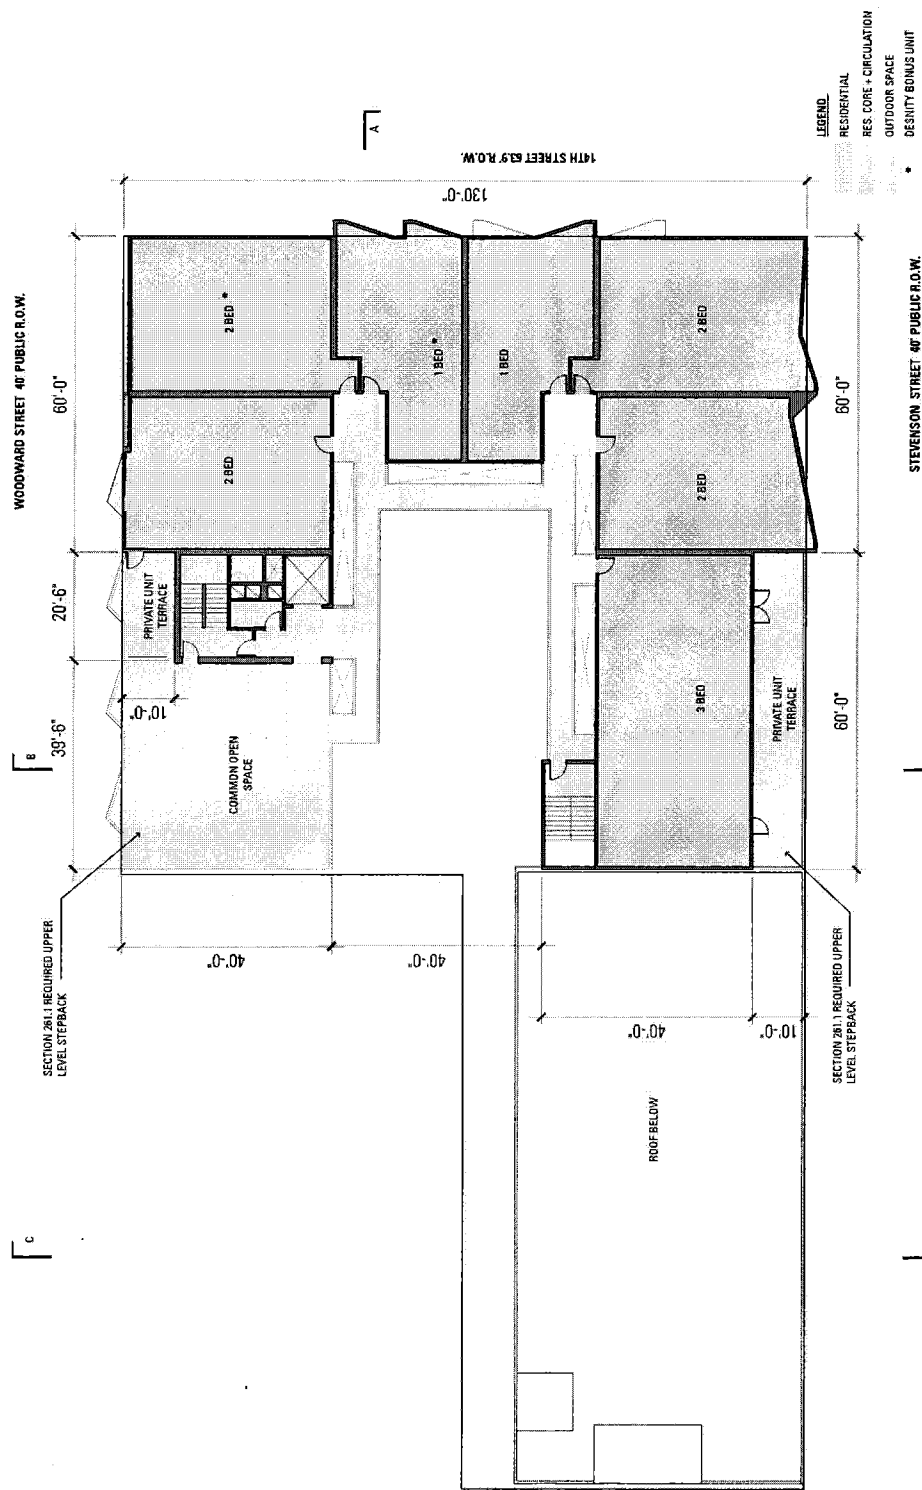 WOODWARD STREET 40' PUBLIC R.O.W.
60'-0"
20'-6"
39'-6"
B
C
SECTION 261.1 REQUIRED UPPER
LEVEL STEPBACK
10'-0"
PRIVATE UNIT
TERRACE
COMMON OPEN
SPACE
2 BED *
2 BED
1 BED *
1 BED
2 BED
2 BED
3 BED
PRIVATE UNIT
TERRACE
40'-0"
40'-0"
40'-0"
10'-0"
ROOF BELOW
SECTION 261.1 REQUIRED UPPER
LEVEL STEPBACK
60'-0"
60'-0"
STEVENSON STREET 40' PUBLIC R.O.W.
130'-0"
14TH STREET 63.9' R.O.W.
A
LEGEND
RESIDENTIAL
RES. CORE + CIRCULATION
OUTDOOR SPACE
* DESNITY BONUS UNIT